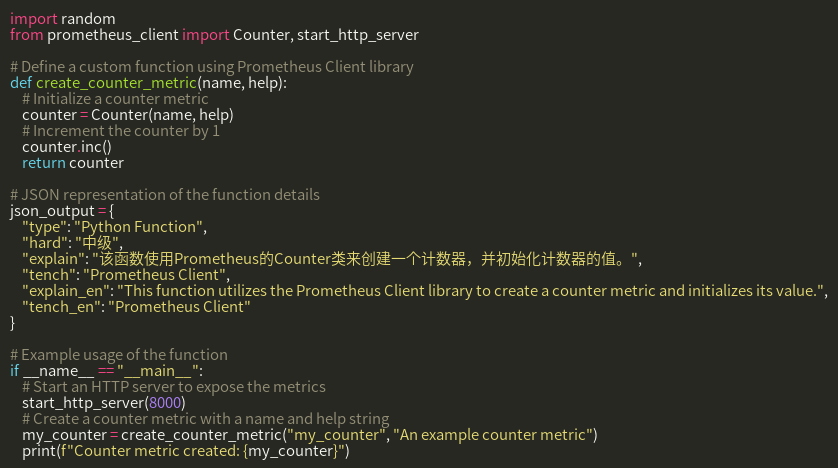 import random
from prometheus_client import Counter, start_http_server

# Define a custom function using Prometheus Client library
def create_counter_metric(name, help):
    # Initialize a counter metric
    counter = Counter(name, help)
    # Increment the counter by 1
    counter.inc()
    return counter

# JSON representation of the function details
json_output = {
    "type": "Python Function",
    "hard": "中级",
    "explain": "该函数使用Prometheus的Counter类来创建一个计数器，并初始化计数器的值。",
    "tench": "Prometheus Client",
    "explain_en": "This function utilizes the Prometheus Client library to create a counter metric and initializes its value.",
    "tench_en": "Prometheus Client"
}

# Example usage of the function
if __name__ == "__main__":
    # Start an HTTP server to expose the metrics
    start_http_server(8000)
    # Create a counter metric with a name and help string
    my_counter = create_counter_metric("my_counter", "An example counter metric")
    print(f"Counter metric created: {my_counter}")